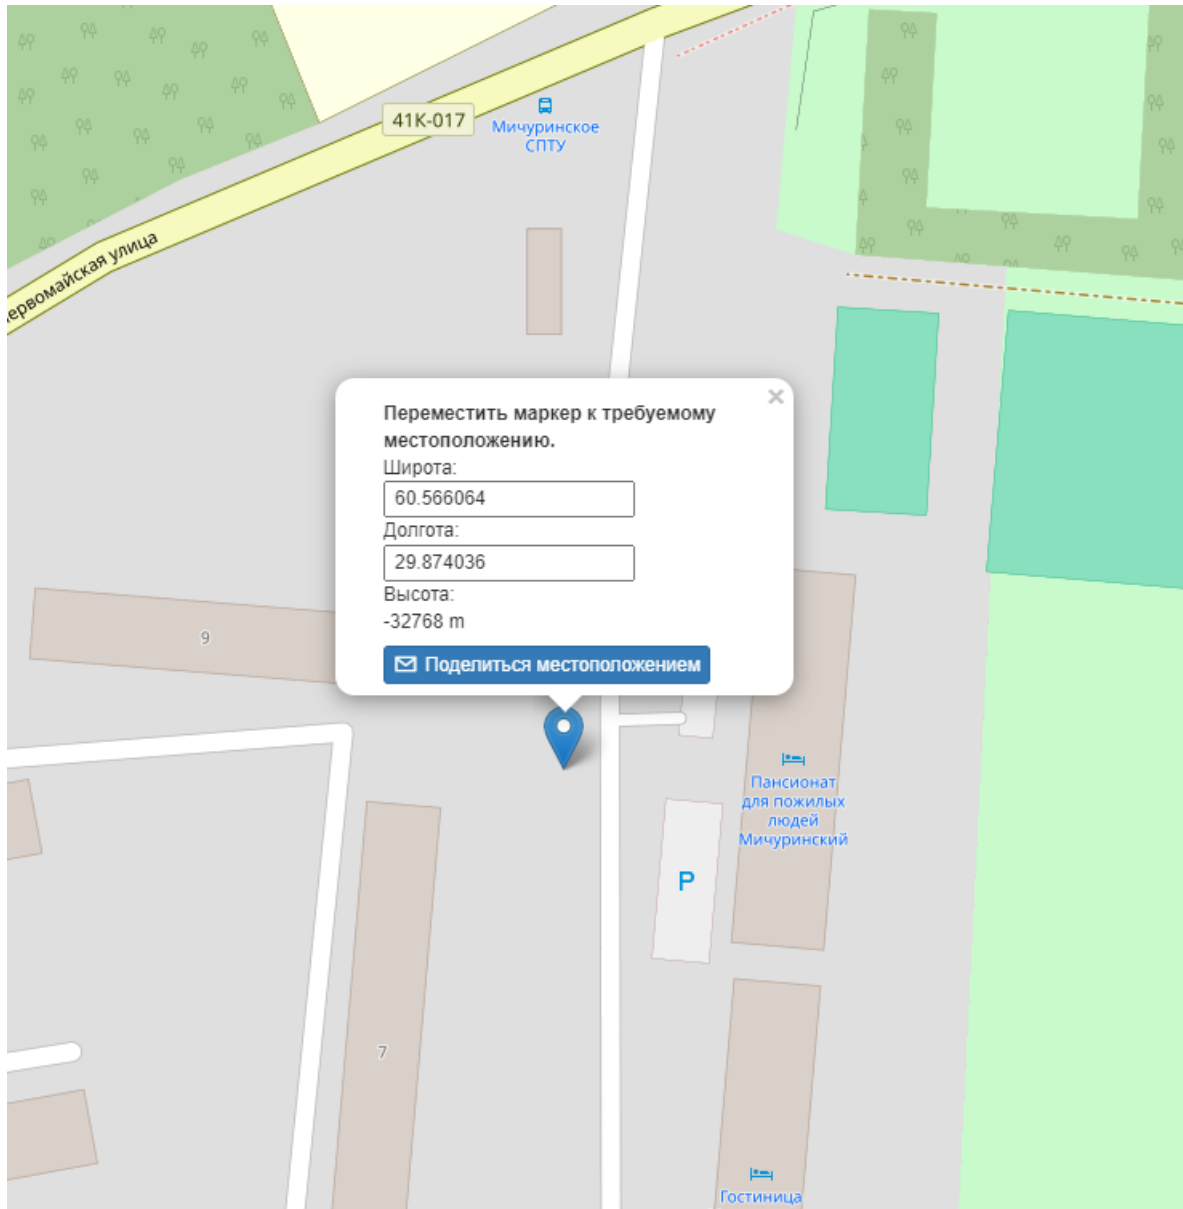 41К-017
Мичуринское
СПТУ
ервомайская улица
×
Переместить маркер к требуемому
местоположению.
Широта:
60.566064
Долгота:
29.874036
Высота:
-32768 m
Поделиться местоположением
9
Пансионат
для пожилых
людей
Мичуринский
P
7
Гостиница